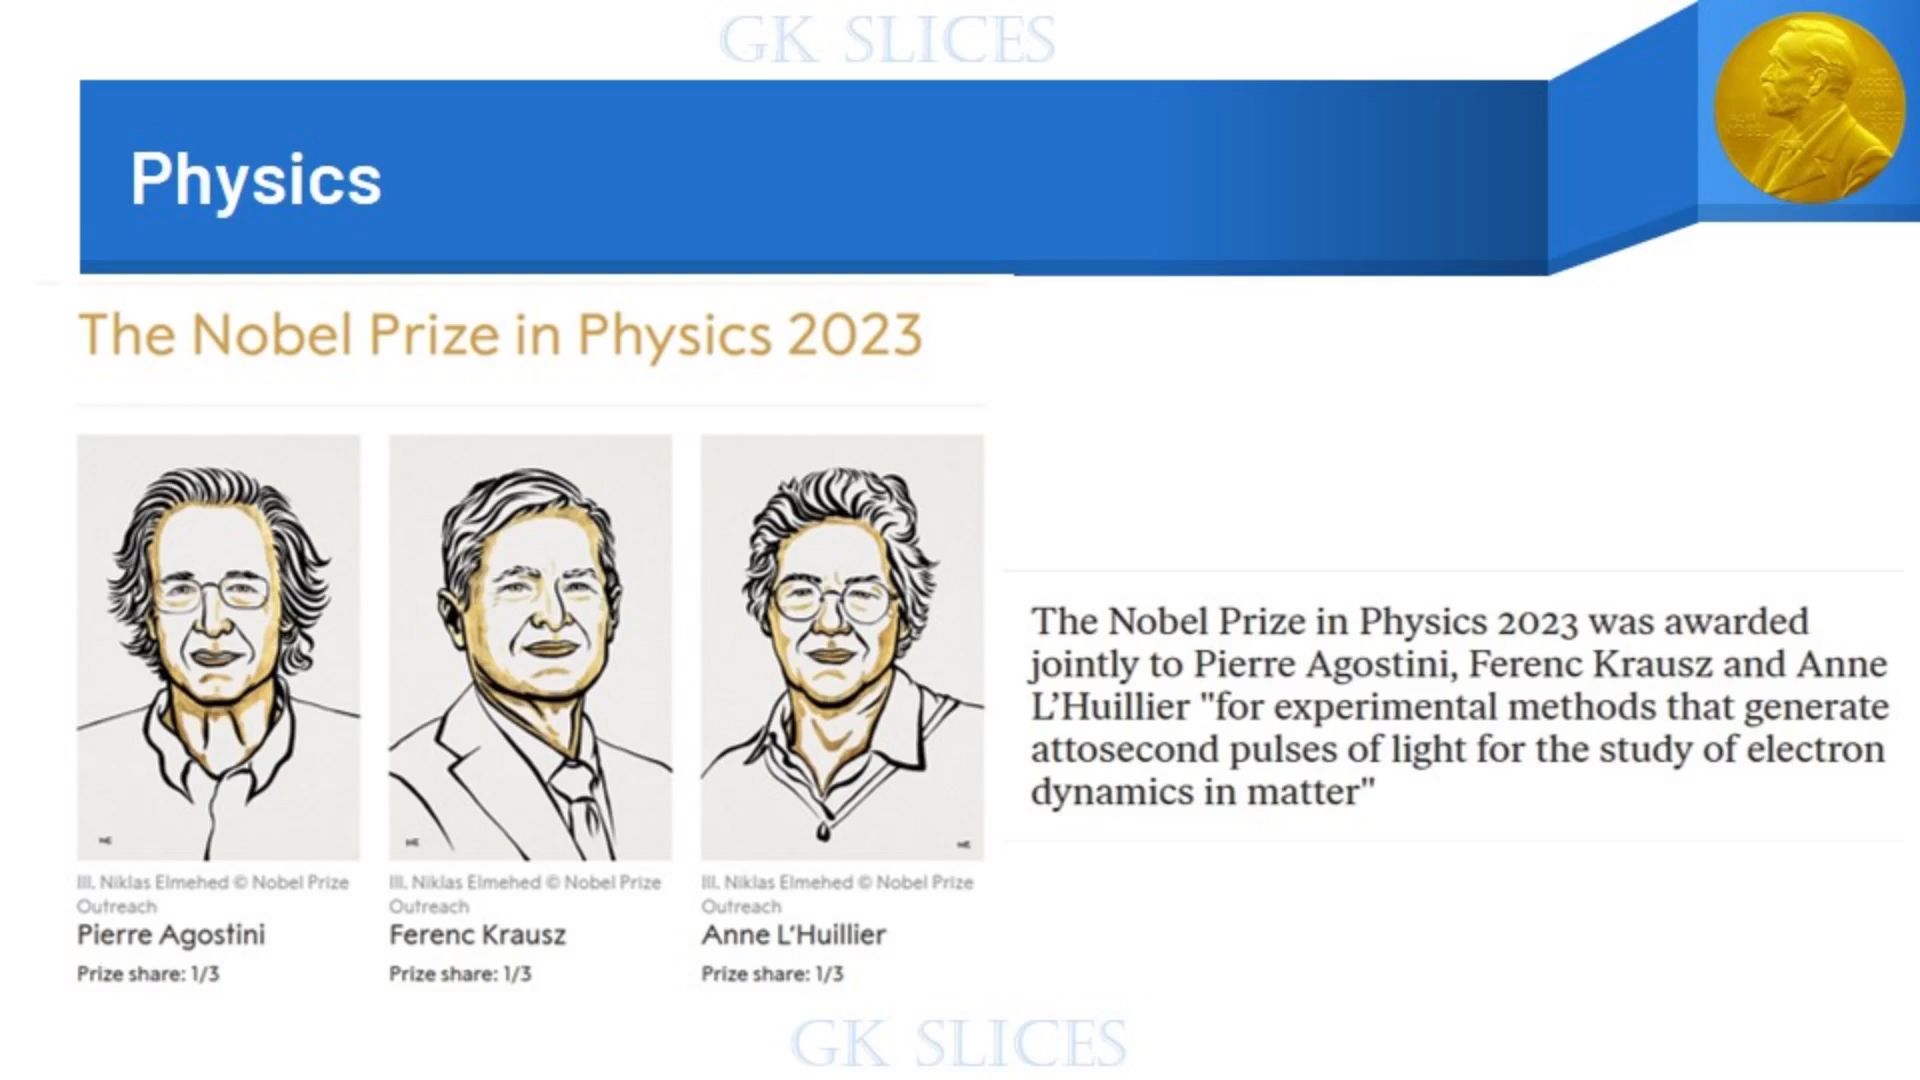 GK SLICES
Physics
The Nobel Prize in Physics 2023
Ill. Niklas Elmehed © Nobel Prize
Outreach
Pierre Agostini
Prize share: 1/3
Ill. Niklas Elmehed © Nobel Prize
Outreach
Ferenc Krausz
Prize share: 1/3
Ill. Niklas Elmehed © Nobel Prize
Outreach
Anne L’Huillier
Prize share: 1/3
The Nobel Prize in Physics 2023 was awarded
jointly to Pierre Agostini, Ferenc Krausz and Anne
L’Huillier "for experimental methods that generate
attosecond pulses of light for the study of electron
dynamics in matter"
GK SLICES